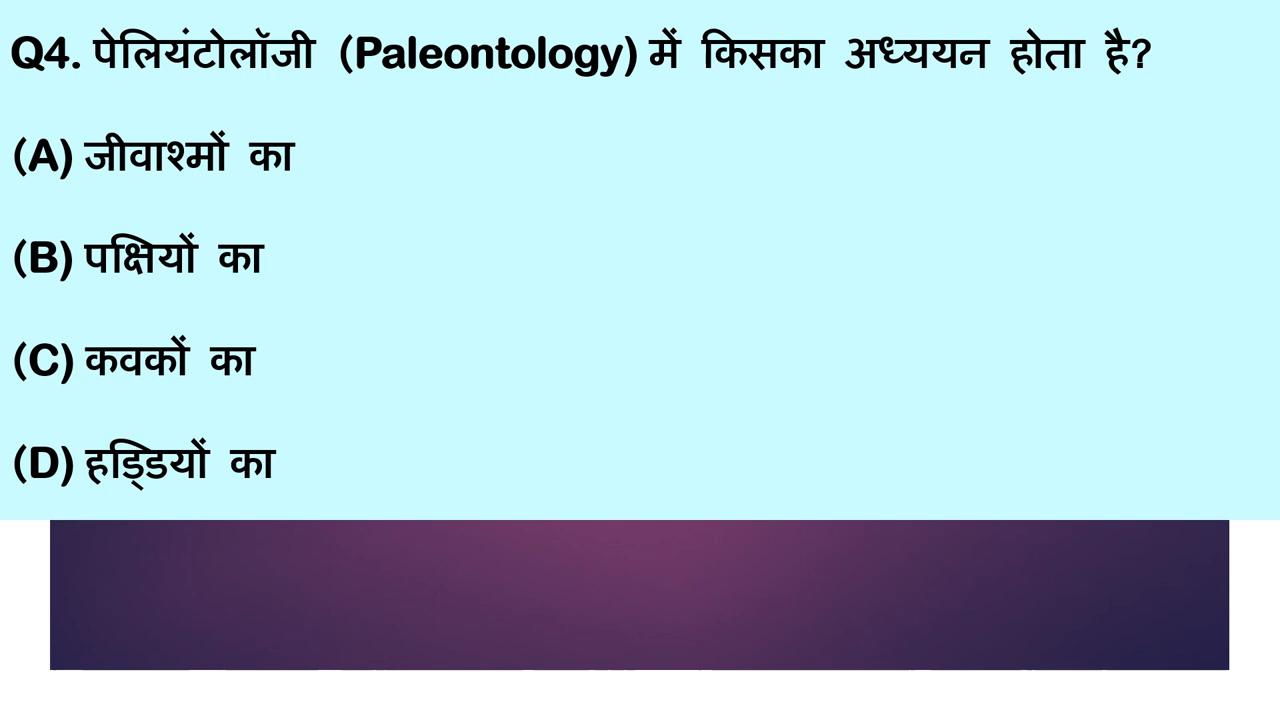 Q4. पेलियंटोलॉजी (Paleontology) में किसका अध्ययन होता है?
(A) जीवाश्मों का
(B) पक्षियों का
(C) कवकों का
(D) हड्डियों का